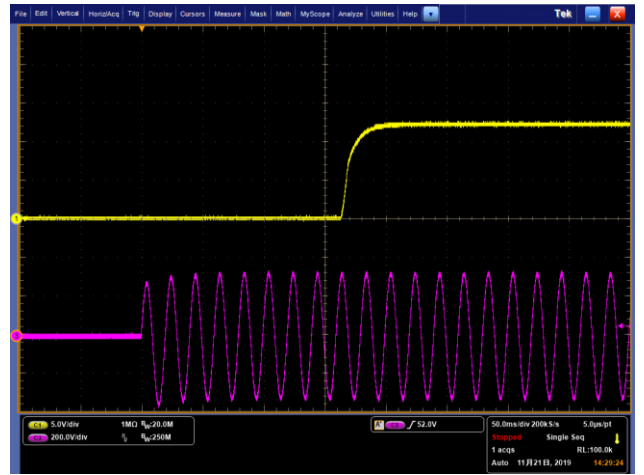 File Edit Vertical Horiz/Acq Trig Display Cursors Measure Mask Math MyScope Analyze Utilities Help Tek X
1
C1 5.0V/div 1MΩ BW:20.0M
C3 200.0V/div BW:250M
A' C3 52.0V
50.0ms/div 200kS/s 5.0μs/pt
Stopped Single Seq
1 acqs RL:100.0k
Auto 11月21日, 2019 14:29:24